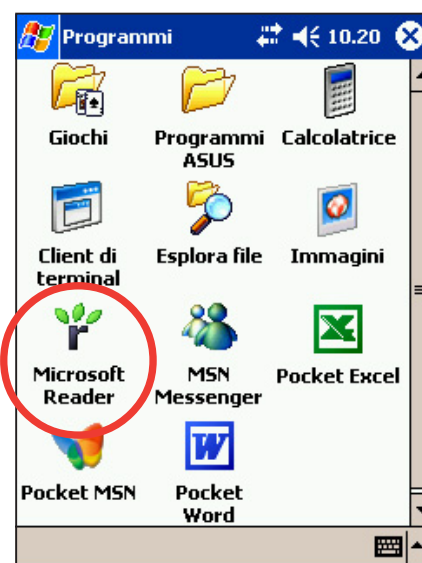 Programmi 10.20
Giochi Programmi ASUS Calcolatrice
Client di terminal Esplora file Immagini
Microsoft Reader MSN Messenger Pocket Excel
Pocket MSN Pocket Word